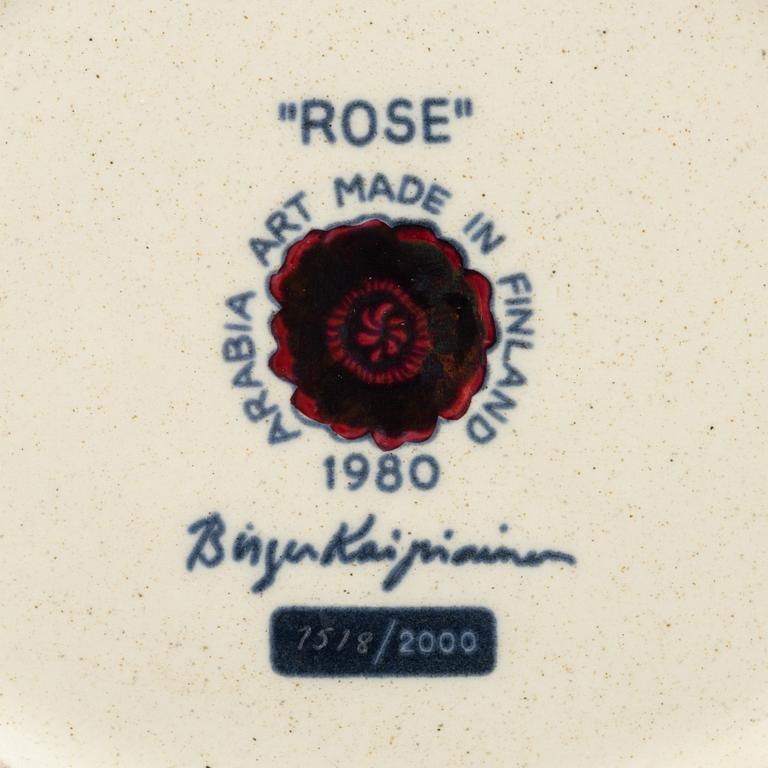 "ROSE"
ARABIA ART MADE IN FINLAND
1980
Birger Kaipiainen
1518/2000